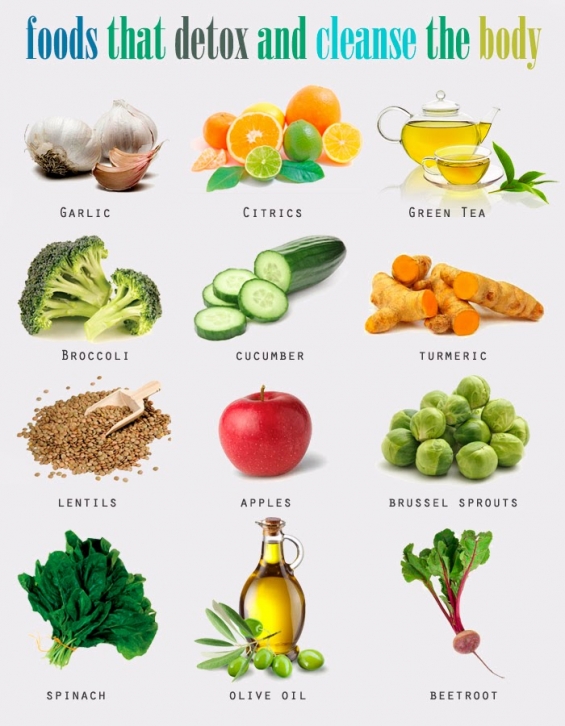 foods that detox and cleanse the body
GARLIC
CITRICS
GREEN TEA
BROCCOLI
CUCUMBER
TURMERIC
LENTILS
APPLES
BRUSSEL SPROUTS
SPINACH
OLIVE OIL
BEETROOT